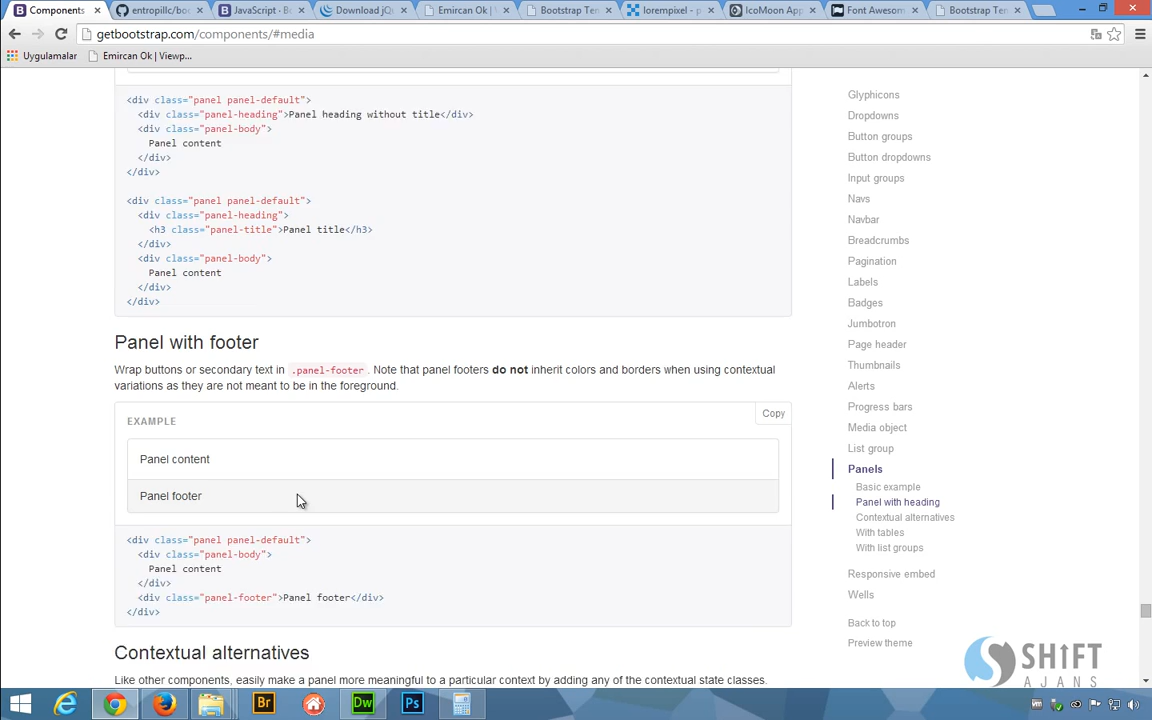 Components
entropillc/boo
JavaScript · Bo
Download jQ
Emircan Ok | V
Bootstrap Ten
lorempixel - p
IcoMoon App
Font Awesom
Bootstrap Ten
getbootstrap.com/components/#media
Uygulamalar
Emircan Ok | Viewp...
<div class="panel panel-default">
<div class="panel-heading">Panel heading without title</div>
<div class="panel-body">
Panel content
</div>
</div>
<div class="panel panel-default">
<div class="panel-heading">
<h3 class="panel-title">Panel title</h3>
</div>
<div class="panel-body">
Panel content
</div>
</div>
Panel with footer
Wrap buttons or secondary text in .panel-footer. Note that panel footers do not inherit colors and borders when using contextual
variations as they are not meant to be in the foreground.
EXAMPLE
Copy
Panel content
Panel footer
<div class="panel panel-default">
<div class="panel-body">
Panel content
</div>
<div class="panel-footer">Panel footer</div>
</div>
Contextual alternatives
Like other components, easily make a panel more meaningful to a particular context by adding any of the contextual state classes.
Glyphicons
Dropdowns
Button groups
Button dropdowns
Input groups
Navs
Navbar
Breadcrumbs
Pagination
Labels
Badges
Jumbotron
Page header
Thumbnails
Alerts
Progress bars
Media object
List group
Panels
Basic example
Panel with heading
Contextual alternatives
With tables
With list groups
Responsive embed
Wells
Back to top
Preview theme
SHIFT
AJANS
Br
Dw
Ps